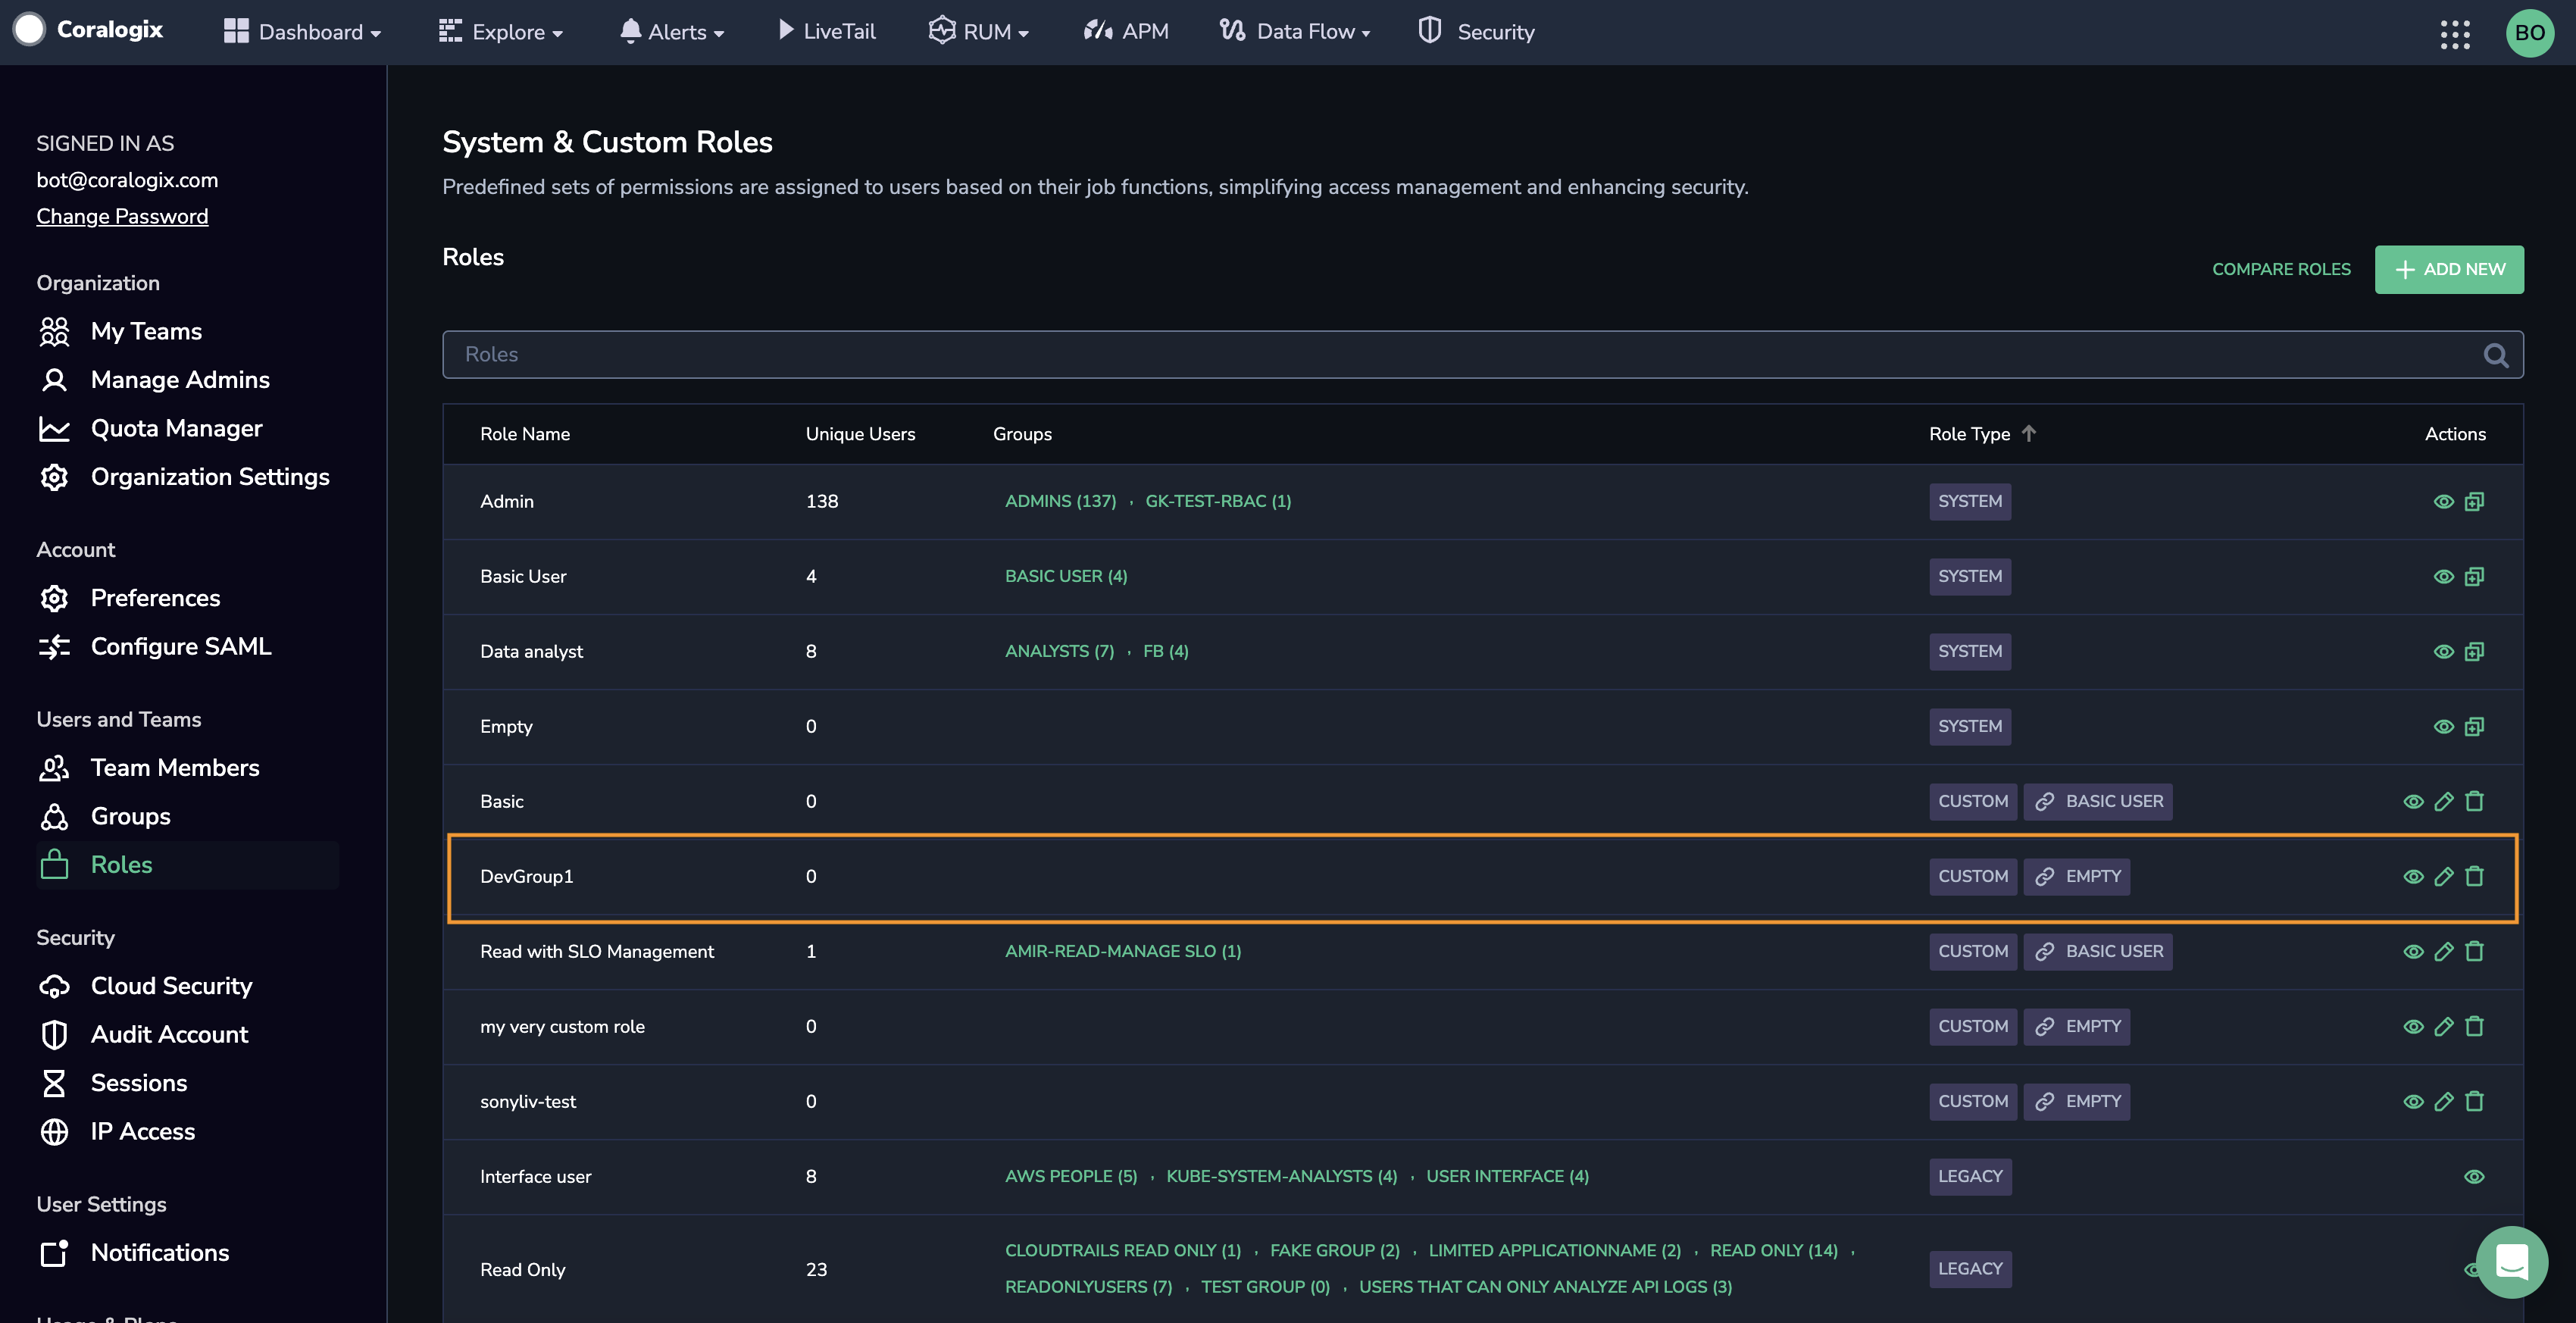 Coralogix
Dashboard
Explore
Alerts
LiveTail
RUM
APM
Data Flow
Security
BO
SIGNED IN AS
bot@coralogix.com
Change Password
Organization
My Teams
Manage Admins
Quota Manager
Organization Settings
Account
Preferences
Configure SAML
Users and Teams
Team Members
Groups
Roles
Security
Cloud Security
Audit Account
Sessions
IP Access
User Settings
Notifications
System & Custom Roles
Predefined sets of permissions are assigned to users based on their job functions, simplifying access management and enhancing security.
Roles
COMPARE ROLES
ADD NEW
Roles
Role Name Unique Users Groups Role Type Actions
Admin 138 ADMINS (137) , GK-TEST-RBAC (1) SYSTEM
Basic User 4 BASIC USER (4) SYSTEM
Data analyst 8 ANALYSTS (7) , FB (4) SYSTEM
Empty 0 SYSTEM
Basic 0 CUSTOM BASIC USER
DevGroup1 0 CUSTOM EMPTY
Read with SLO Management 1 AMIR-READ-MANAGE SLO (1) CUSTOM BASIC USER
my very custom role 0 CUSTOM EMPTY
sonyliv-test 0 CUSTOM EMPTY
Interface user 8 AWS PEOPLE (5) , KUBE-SYSTEM-ANALYSTS (4) , USER INTERFACE (4) LEGACY
Read Only 23 CLOUDTRAILS READ ONLY (1) , FAKE GROUP (2) , LIMITED APPLICATIONNAME (2) , READ ONLY (14) , LEGACY
READONLYUSERS (7) , TEST GROUP (0) , USERS THAT CAN ONLY ANALYZE API LOGS (3)